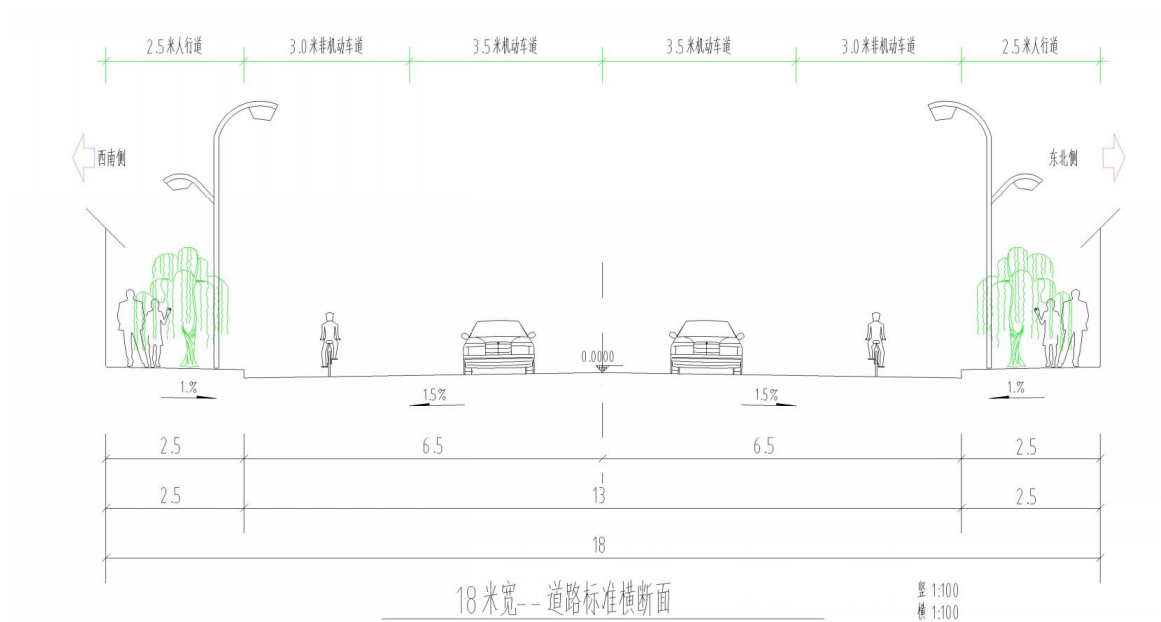 2.5米人行道 3.0米非机动车道 3.5米机动车道 3.5米机动车道 3.0米非机动车道 2.5米人行道
西南侧 东北侧
0.0000
1.% 1.5% 1.5% 1.%
2.5 6.5 6.5 2.5
2.5 13 2.5
18
18米宫--道路标准横断面
竖 1:100
横 1:100